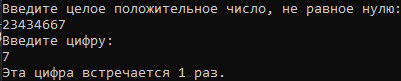 Введите целое положительное число, не равное нулю:
23434667
Введите цифру:
7
Эта цифра встречается 1 раз.